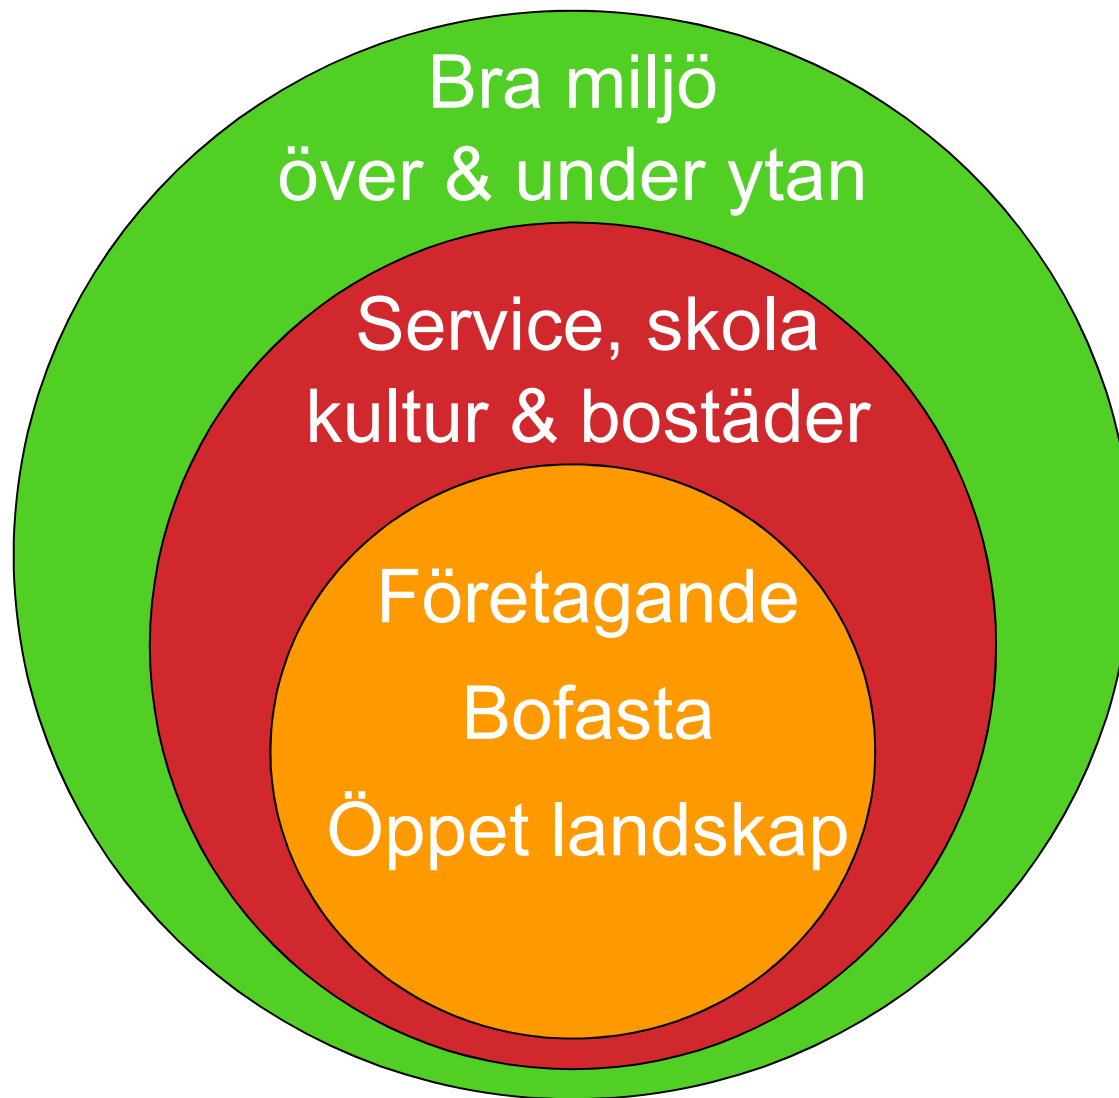 Bra miljö
över & under ytan
Service, skola
kultur & bostäder
Företagande
Bofasta
Öppet landskap